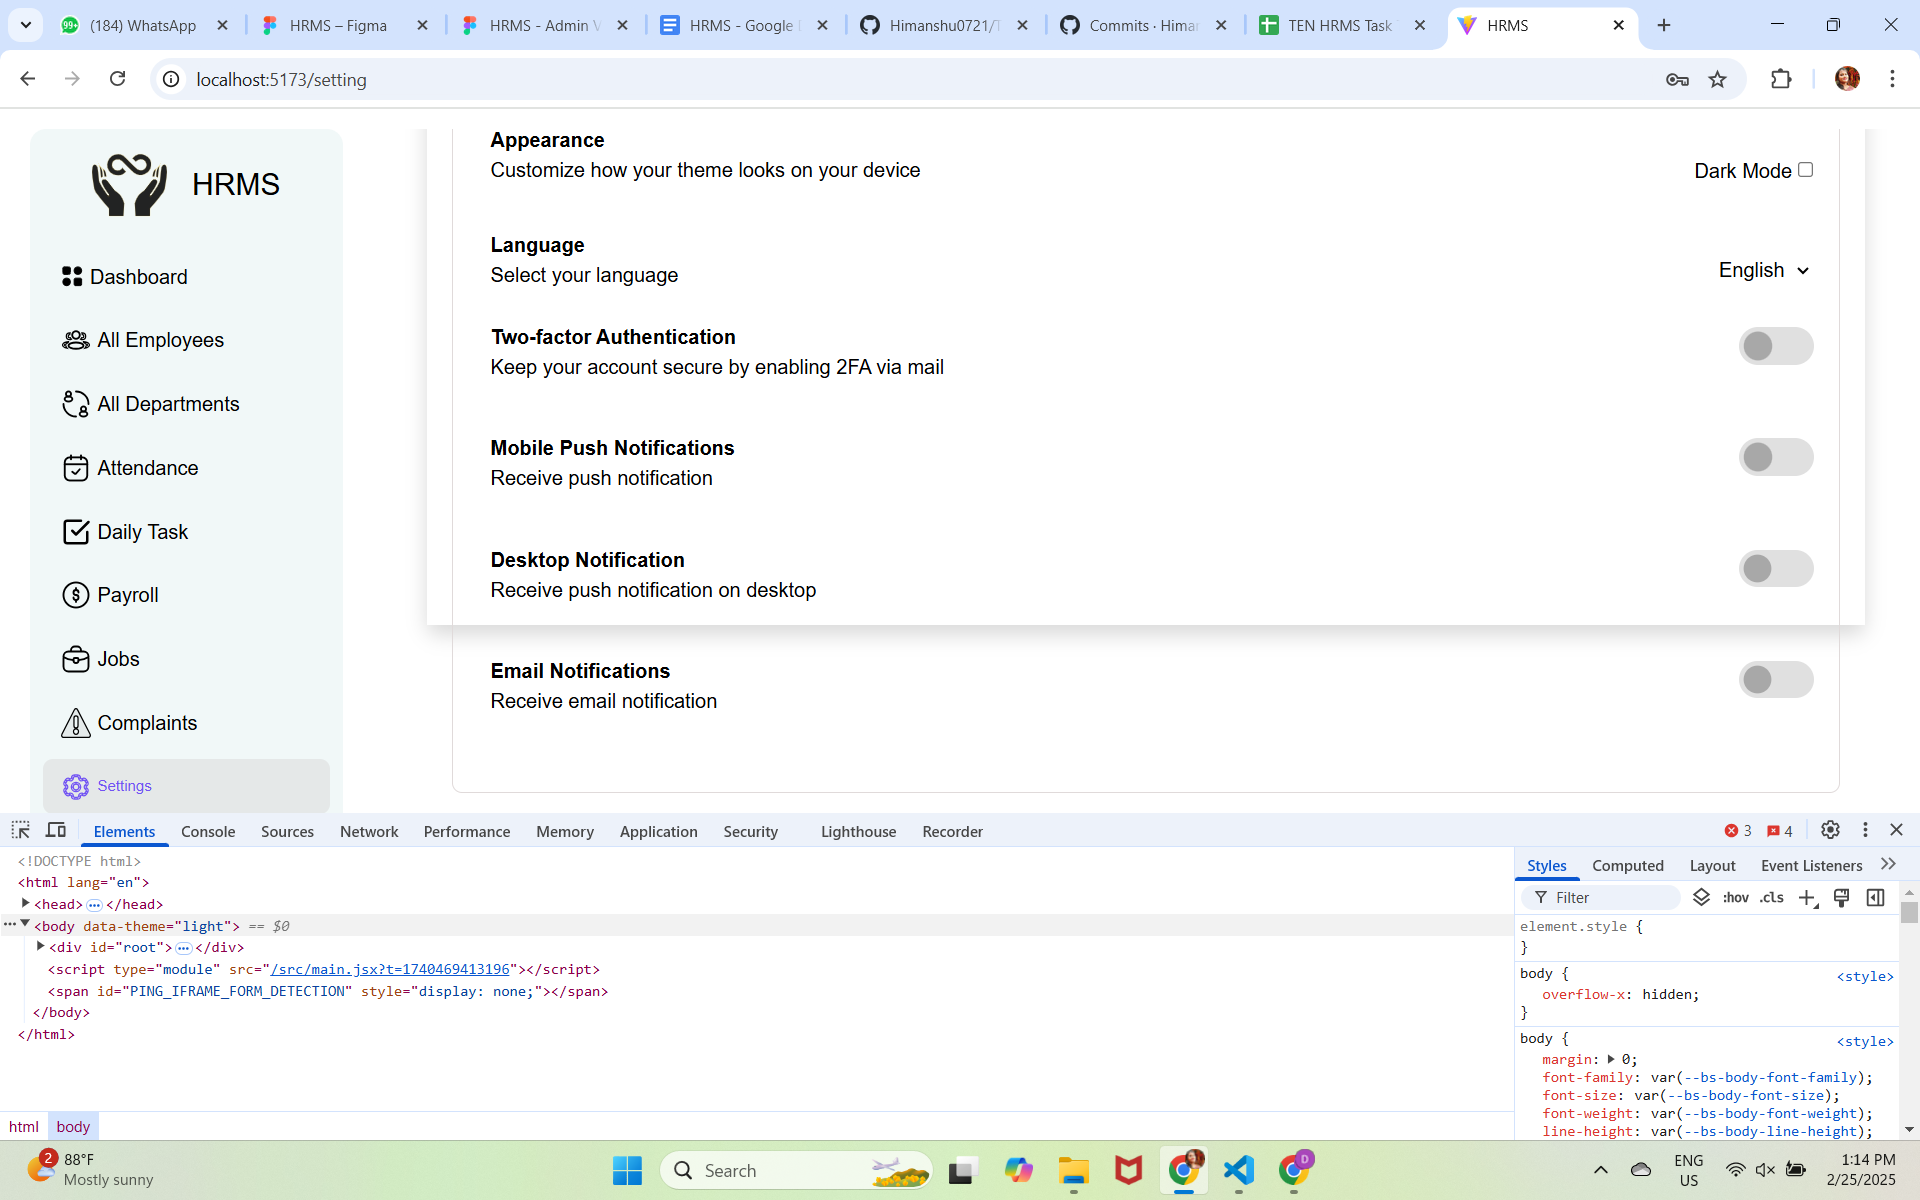 (184) WhatsApp
HRMS – Figma
HRMS - Admin V
HRMS - Google
Himanshu0721/T
Commits · Himan
TEN HRMS Task
HRMS
localhost:5173/setting
HRMS
Dashboard
All Employees
All Departments
Attendance
Daily Task
Payroll
Jobs
Complaints
Settings
Appearance
Customize how your theme looks on your device
Dark Mode
Language
Select your language
English
Two-factor Authentication
Keep your account secure by enabling 2FA via mail
Mobile Push Notifications
Receive push notification
Desktop Notification
Receive push notification on desktop
Email Notifications
Receive email notification
Elements Console Sources Network Performance Memory Application Security Lighthouse Recorder
3 4
<!DOCTYPE html>
<html lang="en">
<head> ··· </head>
··· <body data-theme="light"> == $0
<div id="root"> ··· </div>
<script type="module" src="/src/main.jsx?t=1740469413196"></script>
<span id="PING_IFRAME_FORM_DETECTION" style="display: none;"></span>
</body>
</html>
html body
Styles Computed Layout Event Listeners
Filter :hov .cls
element.style {
}
body { <style>
overflow-x: hidden;
}
body { <style>
margin: 0;
font-family: var(--bs-body-font-family);
font-size: var(--bs-body-font-size);
font-weight: var(--bs-body-font-weight);
line-height: var(--bs-body-line-height);
2
88°F
Mostly sunny
Search
D
ENG
US
1:14 PM
2/25/2025